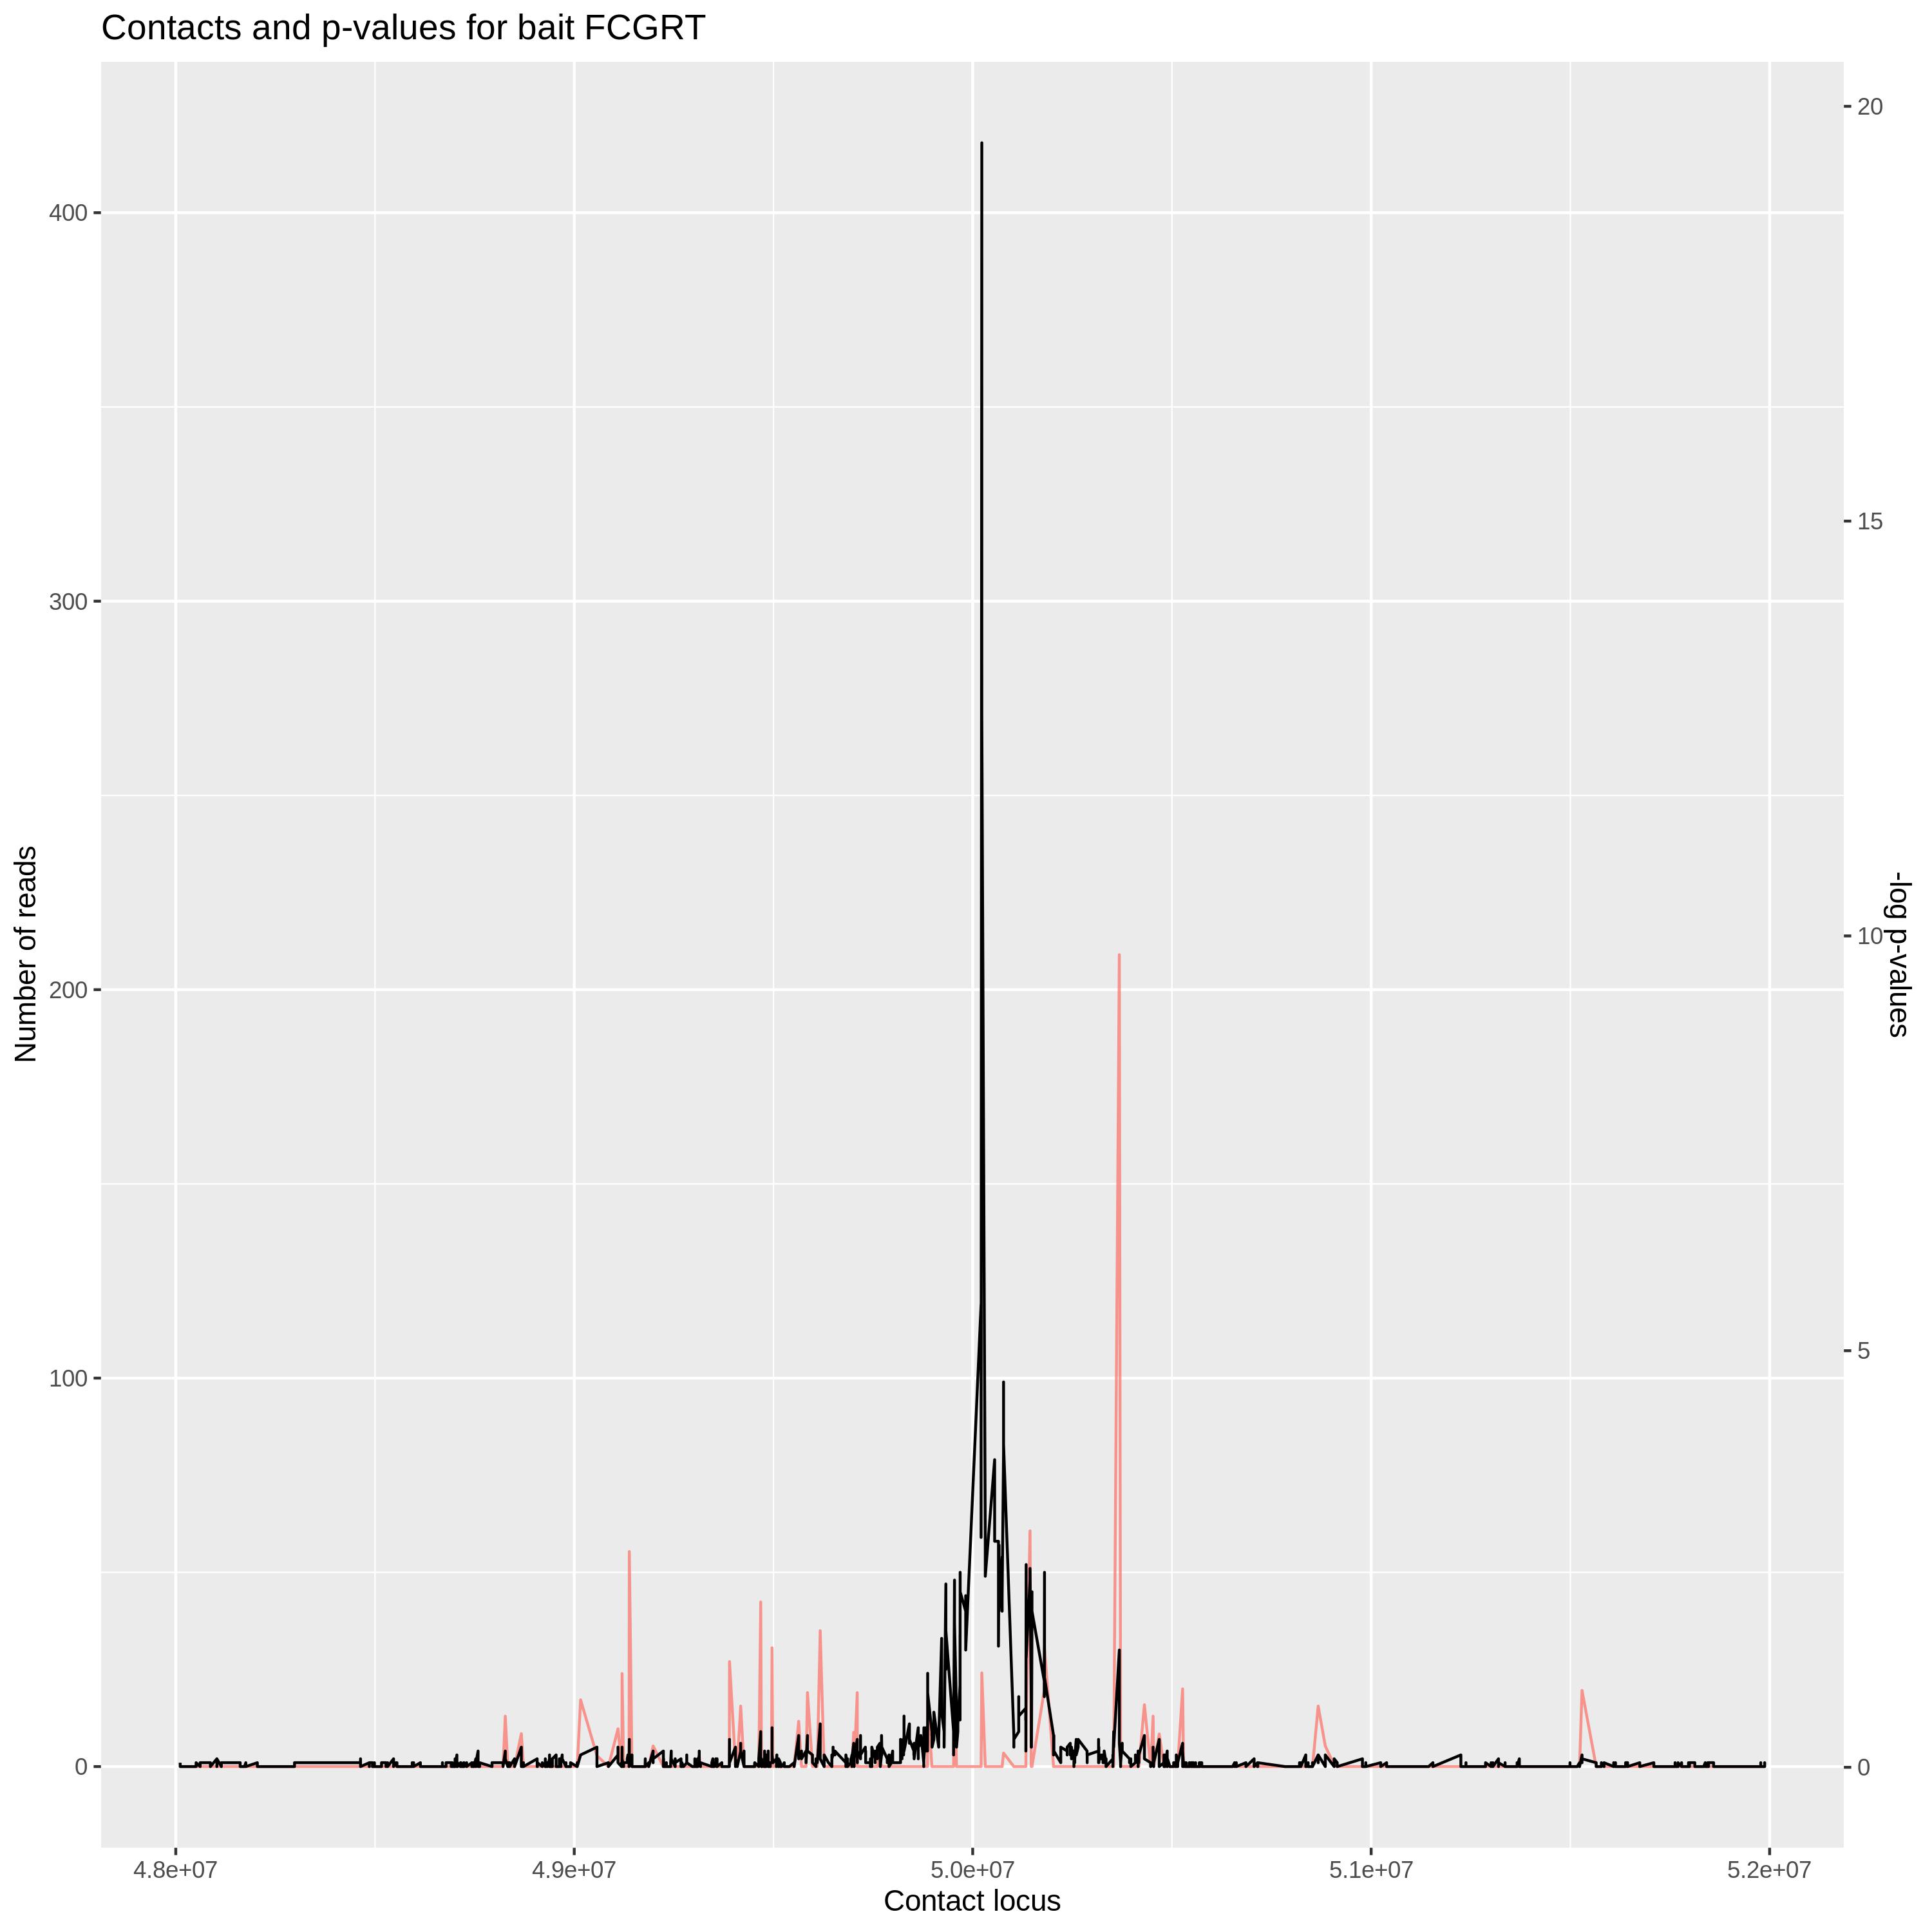 Contacts and p-values for bait FCGRT
400
300
200
100
0
Number of reads
20
15
10
5
0
-log p-values
4.8e+07
4.9e+07
5.0e+07
5.1e+07
5.2e+07
Contact locus